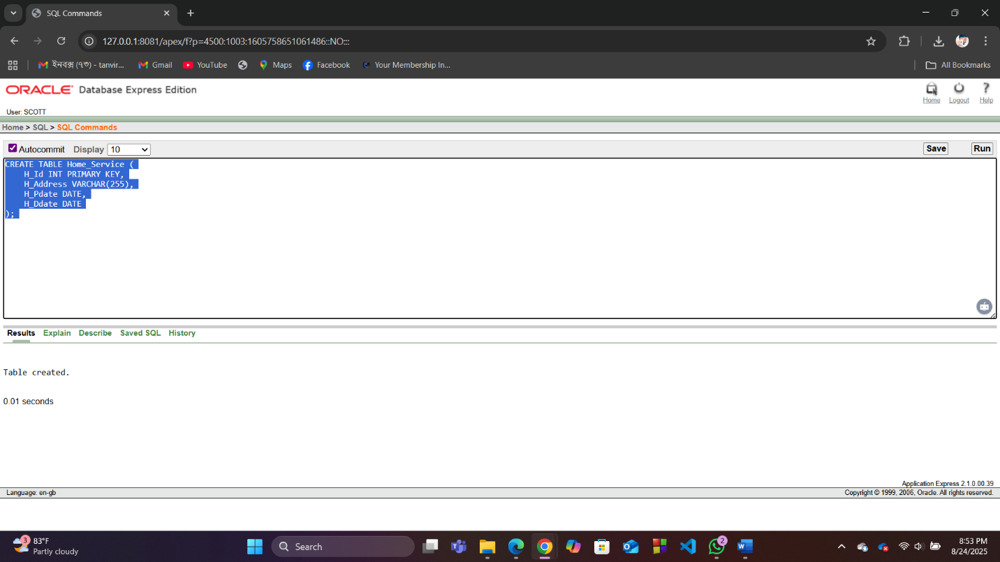 SQL Commands
127.0.0.1:8081/apex/f?p=4500:1003:1605758651061486::NO:::
ইনবক্স (৭৩) - tanvir... Gmail YouTube Maps Facebook Your Membership In... All Bookmarks
ORACLE Database Express Edition
Home Logout Help
User: SCOTT
Home > SQL > SQL Commands
Autocommit Display 10 Save Run
CREATE TABLE Home_Service (
    H_Id INT PRIMARY KEY,
    H_Address VARCHAR(255),
    H_Pdate DATE,
    H_Ddate DATE
);
Results Explain Describe Saved SQL History
Table created.
0.01 seconds
Application Express 2.1.0.00.39
Language: en-gb Copyright © 1999, 2006, Oracle. All rights reserved.
3 83°F
Partly cloudy
Search
2
8:53 PM
8/24/2025